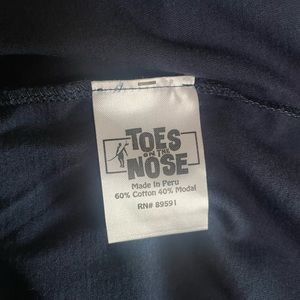 TOES
ON THE
NOSE
Made In Peru
60% Cotton 40% Modal
RN# 89591